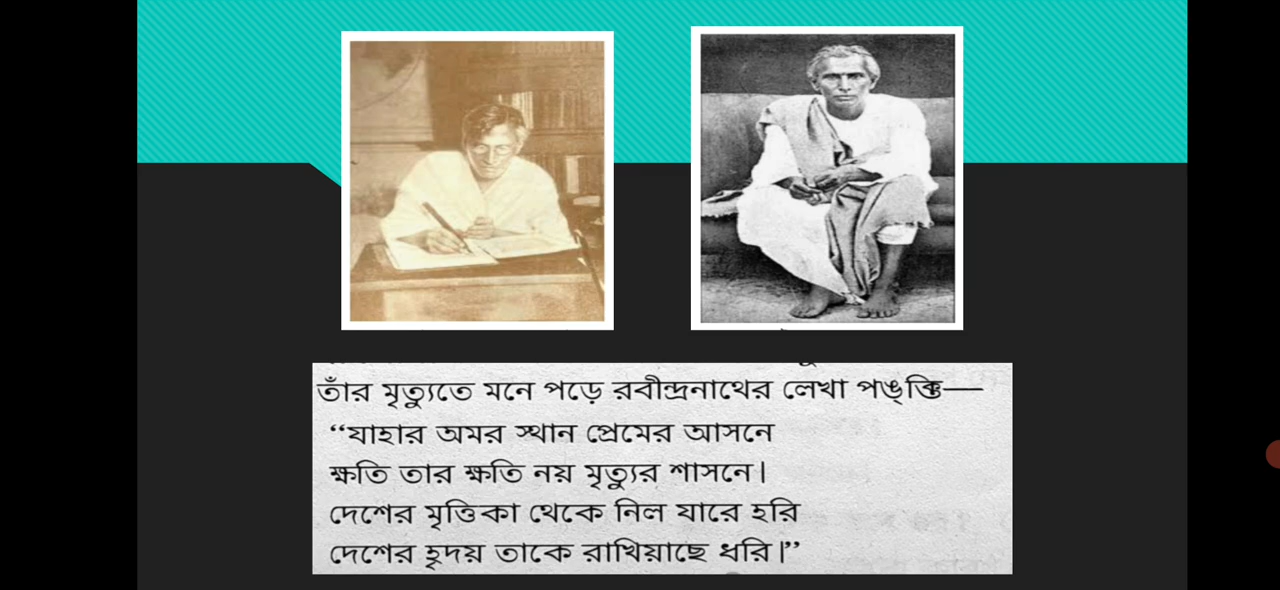 তাঁর মৃত্যুতে মনে পড়ে রবীন্দ্রনাথের লেখা পঙ্‌ক্তি—
“যাহার অমর স্থান প্রেমের আসনে
ক্ষতি তার ক্ষতি নয় মৃত্যুর শাসনে।
দেশের মৃত্তিকা থেকে নিল যারে হরি
দেশের হৃদয় তাকে রাখিয়াছে ধরি।”